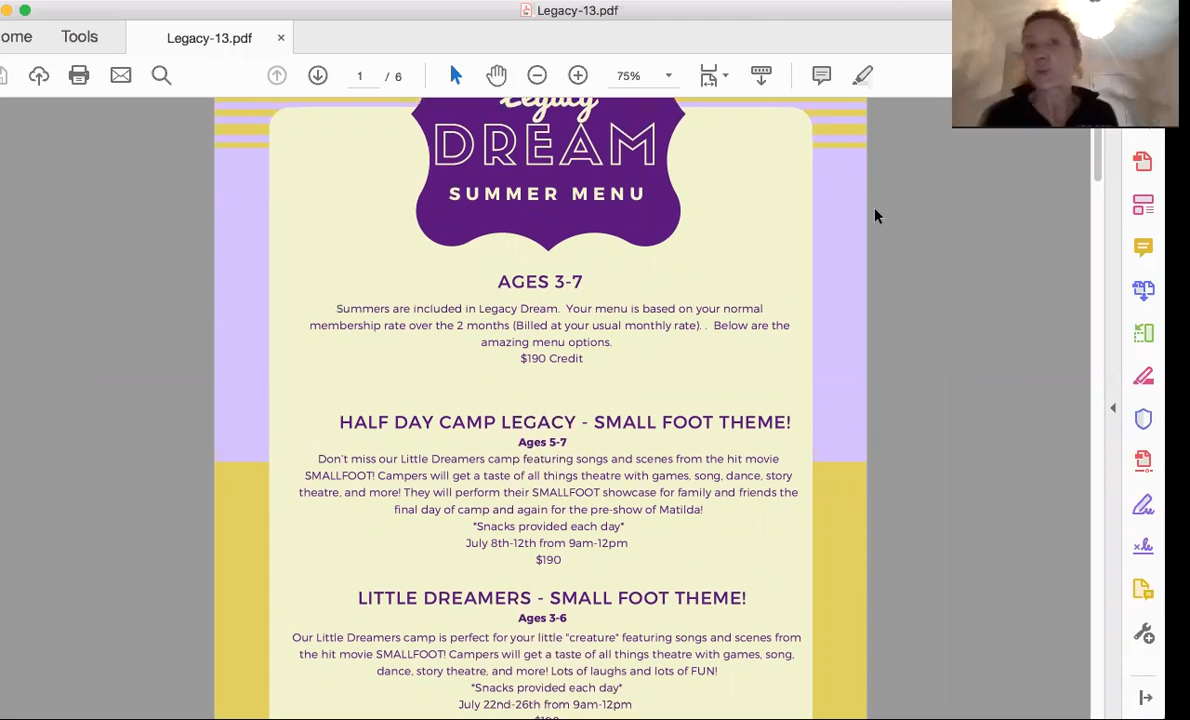 Legacy-13.pdf
ome
Tools
Legacy-13.pdf
×
1 / 6
75%
Legacy
DREAM
SUMMER MENU
AGES 3-7
Summers are included in Legacy Dream. Your menu is based on your normal
membership rate over the 2 months (Billed at your usual monthly rate). . Below are the
amazing menu options.
$190 Credit
HALF DAY CAMP LEGACY - SMALL FOOT THEME!
Ages 5-7
Don't miss our Little Dreamers camp featuring songs and scenes from the hit movie
SMALLFOOT! Campers will get a taste of all things theatre with games, song, dance, story
theatre, and more! They will perform their SMALLFOOT showcase for family and friends the
final day of camp and again for the pre-show of Matilda!
*Snacks provided each day*
July 8th-12th from 9am-12pm
$190
LITTLE DREAMERS - SMALL FOOT THEME!
Ages 3-6
Our Little Dreamers camp is perfect for your little "creature" featuring songs and scenes from
the hit movie SMALLFOOT! Campers will get a taste of all things theatre with games, song,
dance, story theatre, and more! Lots of laughs and lots of FUN!
*Snacks provided each day*
July 22nd-26th from 9am-12pm